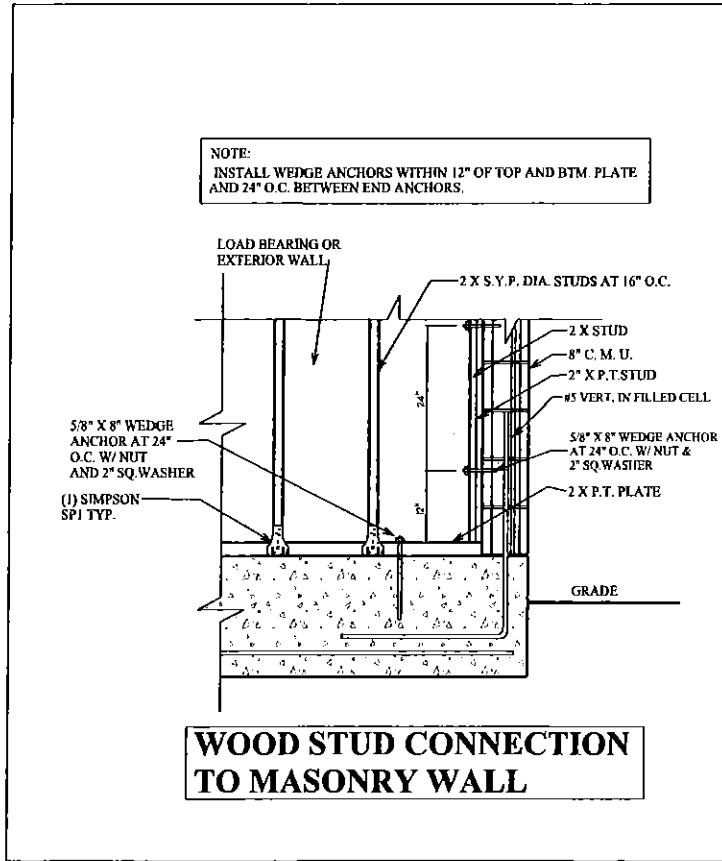 NOTE:
INSTALL WEDGE ANCHORS WITHIN 12" OF TOP AND BTM. PLATE
AND 24" O.C. BETWEEN END ANCHORS.
LOAD BEARING OR
EXTERIOR WALL
2 X S.Y.P. DIA. STUDS AT 16" O.C.
2 X STUD
8" C. M. U.
2" X P.T.STUD
#5 VERT. IN FILLED CELL
24"
5/8" X 8" WEDGE
ANCHOR AT 24"
O.C. W/ NUT
AND 2" SQ.WASHER
5/8" X 8" WEDGE ANCHOR
AT 24" O.C. W/ NUT &
2" SQ.WASHER
(1) SIMPSON
SP1 TYP.
12"
2 X P.T. PLATE
GRADE
WOOD STUD CONNECTION
TO MASONRY WALL